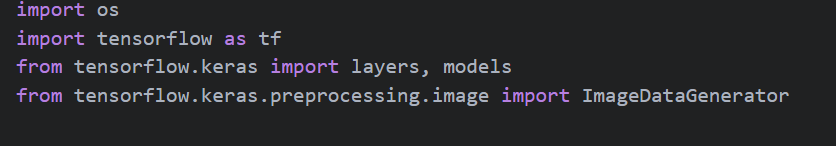 import os
import tensorflow as tf
from tensorflow.keras import layers, models
from tensorflow.keras.preprocessing.image import ImageDataGenerator